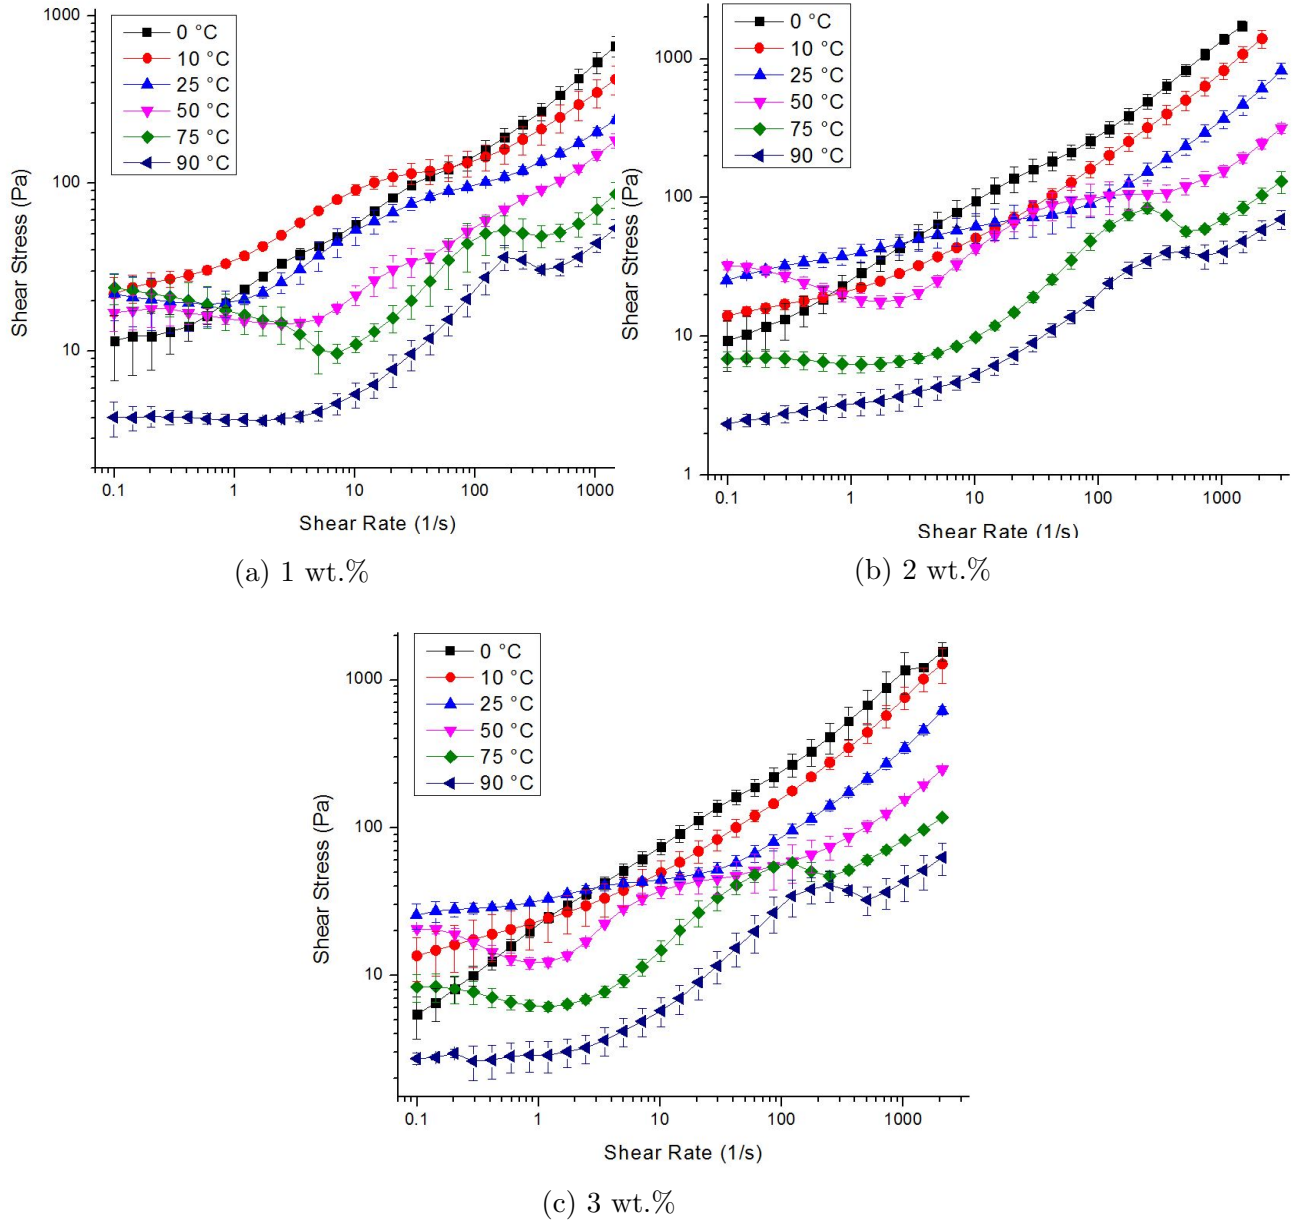 1000
100
10
Shear Stress (Pa)
0 °C
10 °C
25 °C
50 °C
75 °C
90 °C
0.1 1 10 100 1000
Shear Rate (1/s)
(a) 1 wt.%
1000
100
10
1
Shear Stress (Pa)
0 °C
10 °C
25 °C
50 °C
75 °C
90 °C
0.1 1 10 100 1000
Shear Rate (1/s)
(b) 2 wt.%
1000
100
10
Shear Stress (Pa)
0 °C
10 °C
25 °C
50 °C
75 °C
90 °C
0.1 1 10 100 1000
Shear Rate (1/s)
(c) 3 wt.%